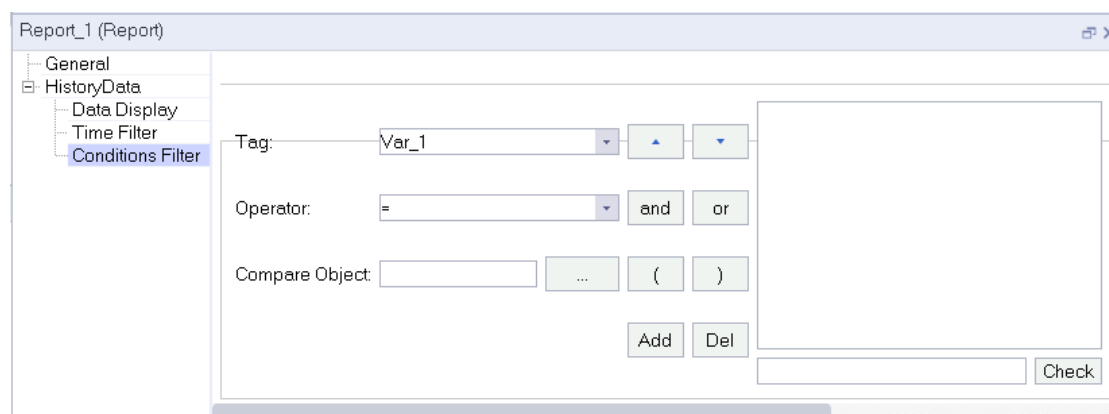 Report_1 (Report)
General
HistoryData
Data Display
Time Filter
Conditions Filter
Tag: Var_1
Operator: = and or
Compare Object: ... ( )
Add Del
Check